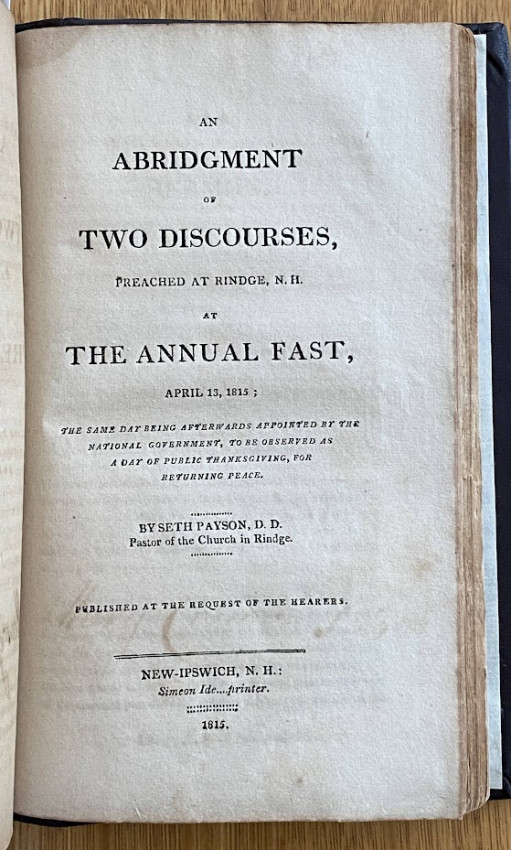 AN
ABRIDGMENT
OF
TWO DISCOURSES,
PREACHED AT RINDGE, N. H.
AT
THE ANNUAL FAST,
APRIL 13, 1815 ;
THE SAME DAY BEING AFTERWARDS APPOINTED BY THE
NATIONAL GOVERNMENT, TO BE OBSERVED AS
A DAY OF PUBLIC THANKSGIVING, FOR
RETURNING PEACE.
BY SETH PAYSON, D. D.
Pastor of the Church in Rindge.
PUBLISHED AT THE REQUEST OF THE HEARERS.
NEW-IPSWICH, N. H.:
Simeon Ide....printer.
1815.